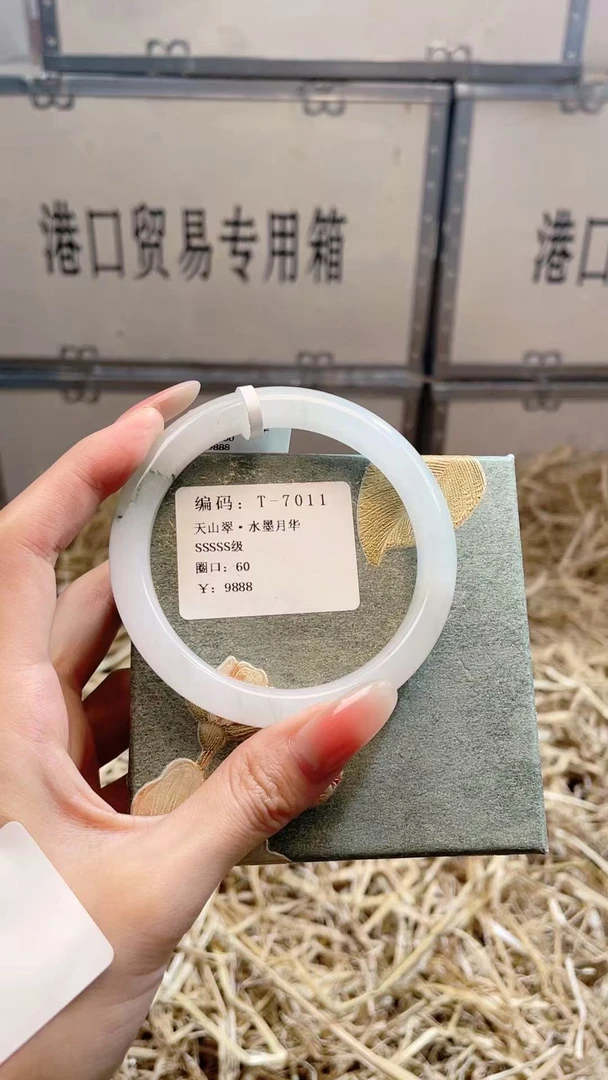 港口贸易专用箱
港口
9888
编码：T-7011
天山翠·水墨月华
SSSSS级
圈口：60
￥：9888